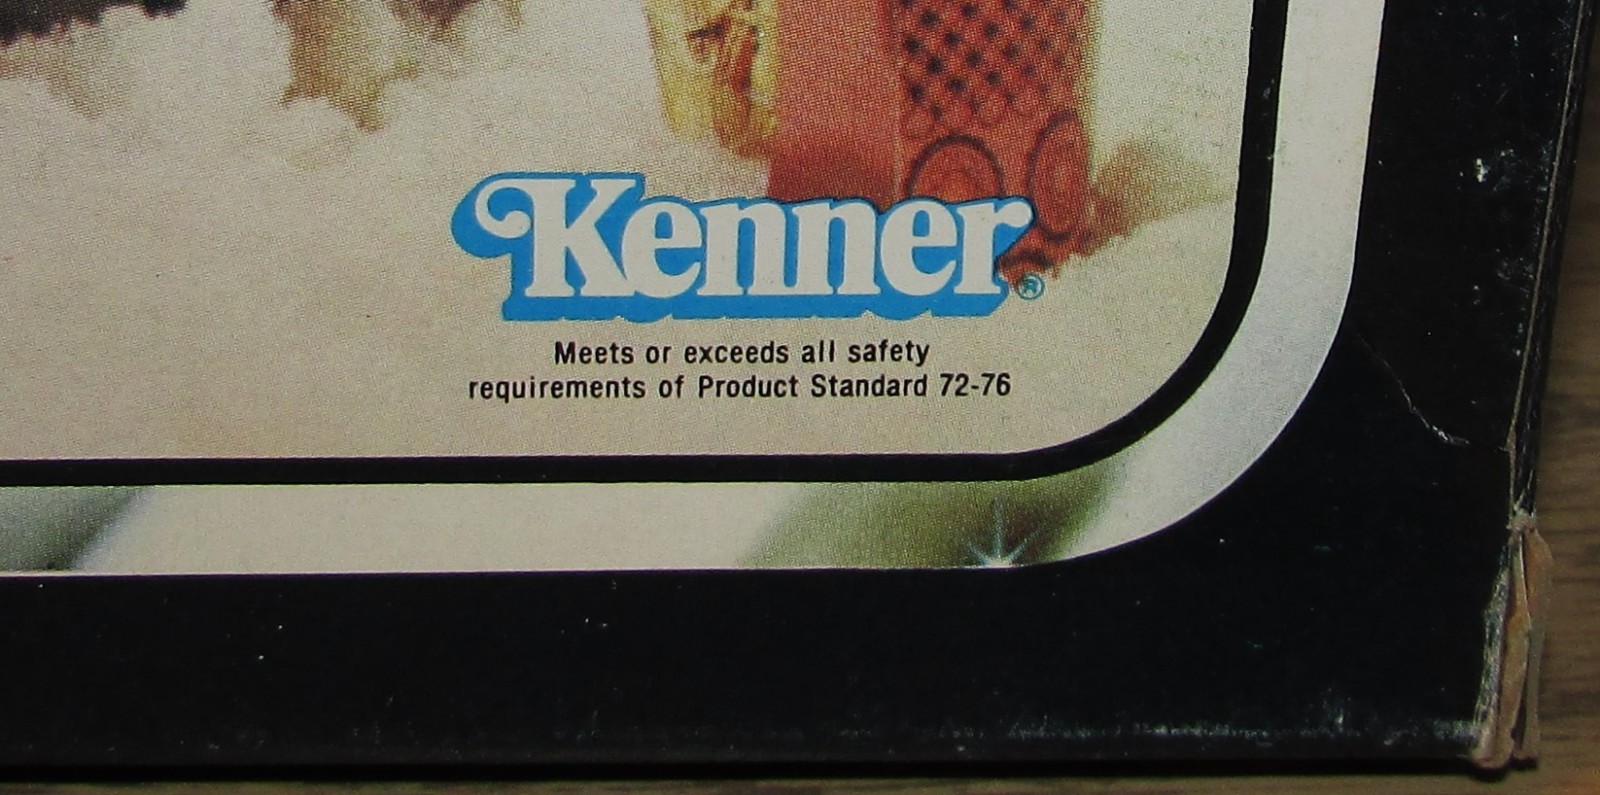 Kenner®
Meets or exceeds all safety
requirements of Product Standard 72-76